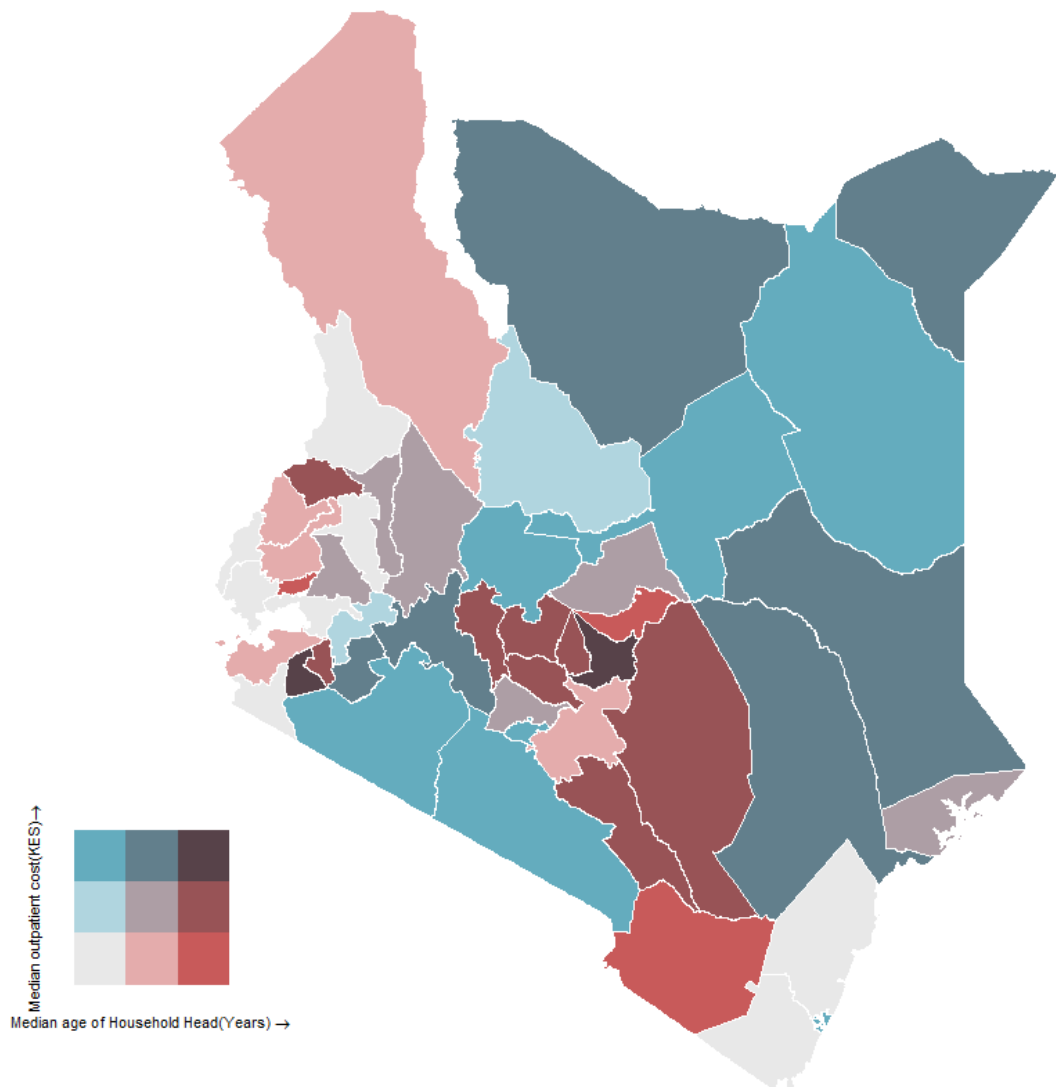 Median outpatient cost(KES)→
Median age of Household Head(Years) →